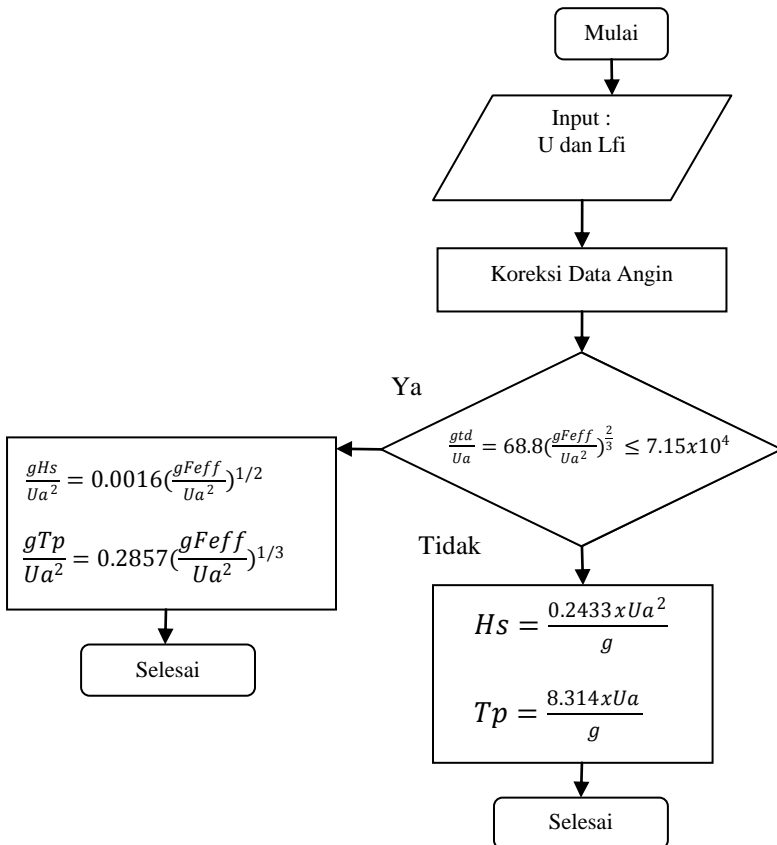 Mulai
Input :
U dan Lfi
Koreksi Data Angin
Ya
gtd/Ua = 68.8(gFeff/Ua²)^(2/3) ≤ 7.15x10⁴
gHs/Ua² = 0.0016(gFeff/Ua²)^(1/2)
gTp/Ua² = 0.2857(gFeff/Ua²)^(1/3)
Selesai
Tidak
Hs = 0.2433xUa²/g
Tp = 8.314xUa/g
Selesai